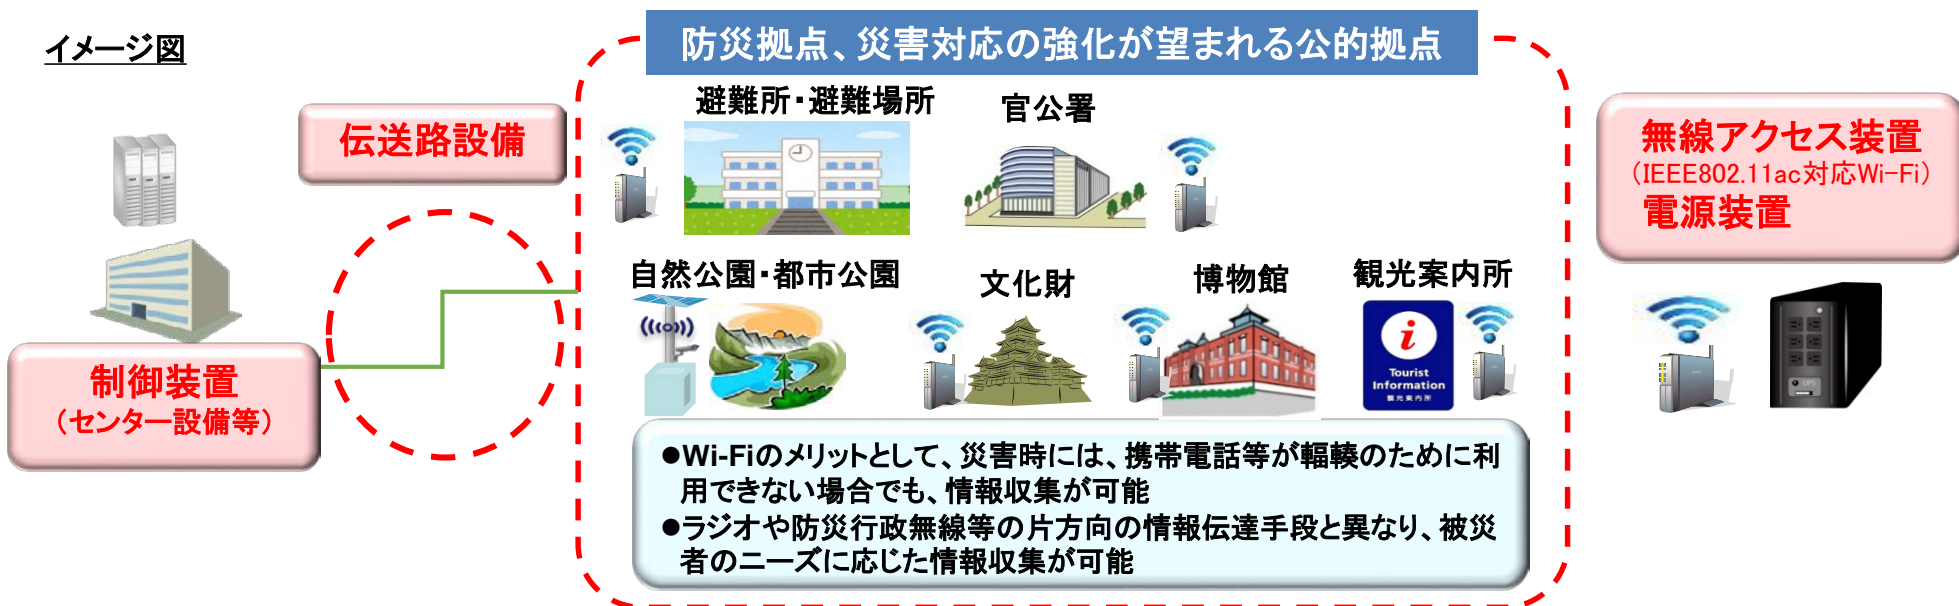 イメージ図
防災拠点、災害対応の強化が望まれる公的拠点
伝送路設備
避難所・避難場所
官公署
無線アクセス装置
（IEEE802.11ac対応Wi-Fi）
電源装置
自然公園・都市公園
文化財
博物館
観光案内所
i
Tourist
Information
観光案内所
UPS
制御装置
（センター設備等）
●Wi-Fiのメリットとして、災害時には、携帯電話等が輻輳のために利
用できない場合でも、情報収集が可能
●ラジオや防災行政無線等の片方向の情報伝達手段と異なり、被災
者のニーズに応じた情報収集が可能